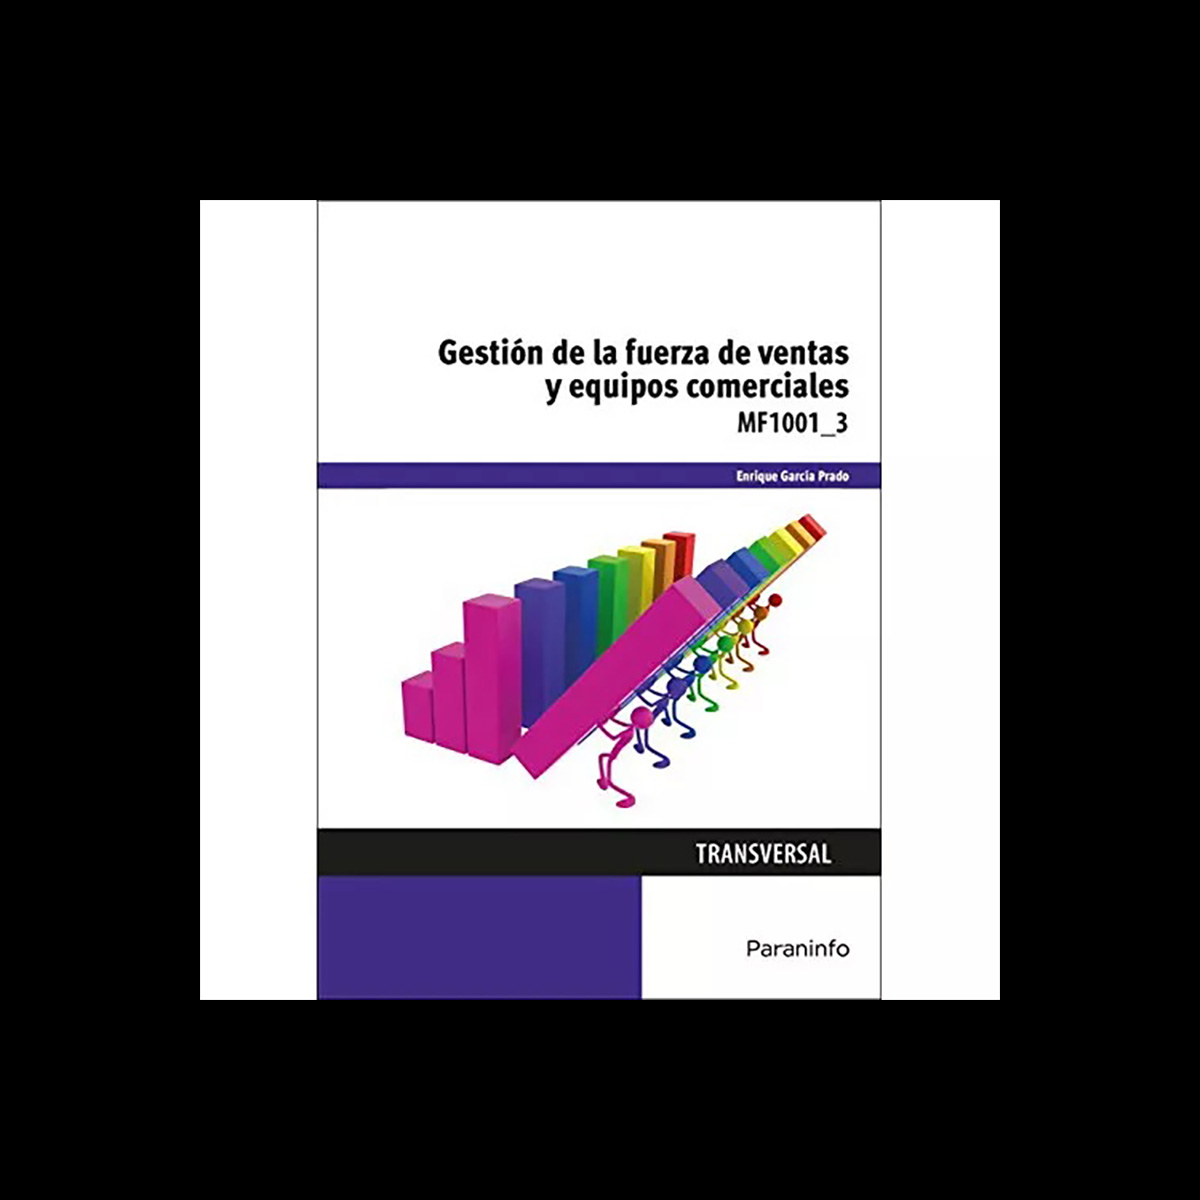 Gestión de la fuerza de ventas
y equipos comerciales
MF1001_3
Enrique García Prado
TRANSVERSAL
Paraninfo